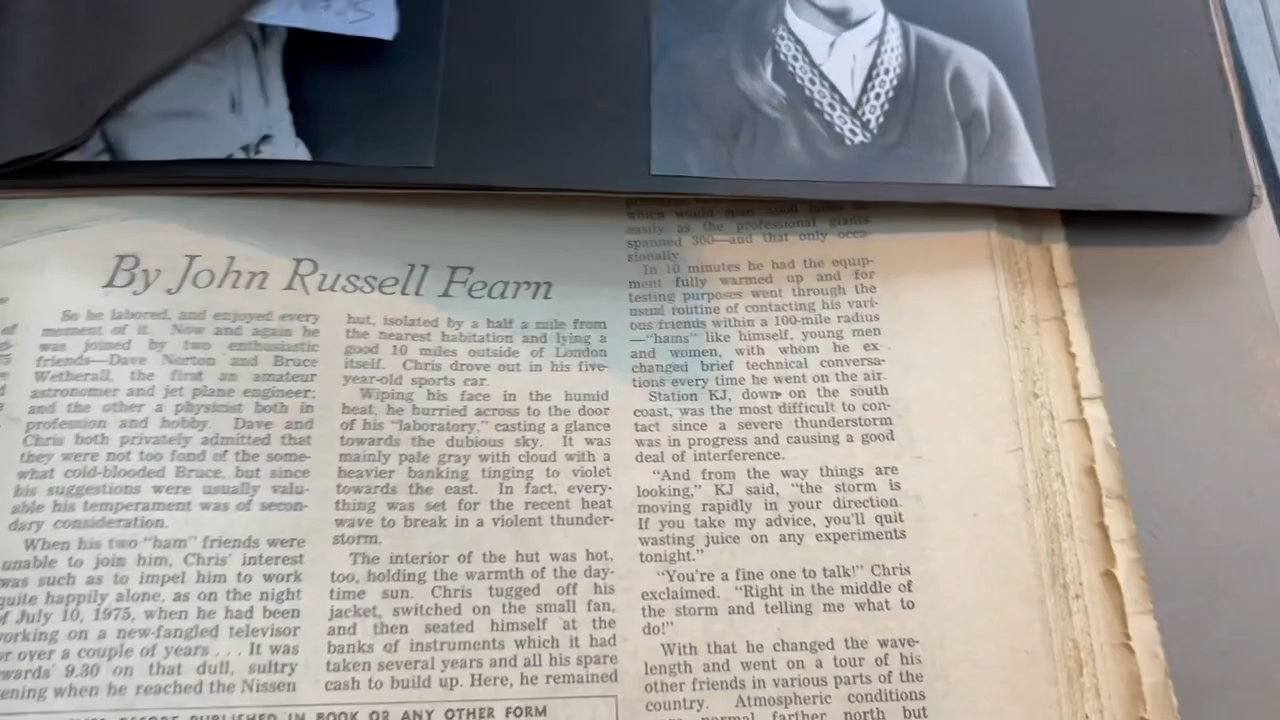 By John Russell Fearn
So he labored, and enjoyed every
moment of it. Now and again he
was joined by two enthusiastic
friends—Dave Norton and Bruce
Wetherall, the first an amateur
astronomer and jet plane engineer;
and the other a physicist both in
profession and hobby. Dave and
Chris both privately admitted that
they were not too fond of the some-
what cold-blooded Bruce, but since
his suggestions were usually valu-
able his temperament was of secon-
dary consideration.
When his two "ham" friends were
unable to join him, Chris' interest
was such as to impel him to work
quite happily alone, as on the night
of July 10, 1975, when he had been
working on a new-fangled televisor
or over a couple of years . . . It was
wards 9.30 on that dull, sultry
ening when he reached the Nissen
hut, isolated by a half a mile from
the nearest habitation and lying a
good 10 miles outside of London
itself. Chris drove out in his five-
year-old sports car.
Wiping his face in the humid
heat, he hurried across to the door
of his "laboratory," casting a glance
towards the dubious sky. It was
mainly pale gray with cloud with a
heavier banking tinging to violet
towards the east. In fact, every-
thing was set for the recent heat
wave to break in a violent thunder-
storm.
The interior of the hut was hot,
too, holding the warmth of the day-
time sun. Chris tugged off his
jacket, switched on the small fan,
and then seated himself at the
banks of instruments which it had
taken several years and all his spare
cash to build up. Here, he remained
PUBLISHED IN BOOK OR ANY OTHER FORM
which would span
easily as the professional giants
spanned 300—and that only occa-
sionally.
In 10 minutes he had the equip-
ment fully warmed up and for
testing purposes went through the
usual routine of contacting his vari-
ous friends within a 100-mile radius
—"hams" like himself, young men
and women, with whom he ex-
changed brief technical conversa-
tions every time he went on the air.
Station KJ, down on the south
coast, was the most difficult to con-
tact since a severe thunderstorm
was in progress and causing a good
deal of interference.
"And from the way things are
looking," KJ said, "the storm is
moving rapidly in your direction.
If you take my advice, you'll quit
wasting juice on any experiments
tonight."
"You're a fine one to talk!" Chris
exclaimed. "Right in the middle of
the storm and telling me what to
do!"
With that he changed the wave-
length and went on a tour of his
other friends in various parts of the
country. Atmospheric conditions
normal farther north but